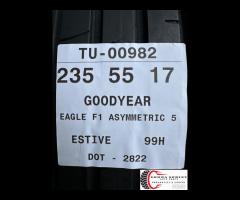 TU-00982
235 55 17
GOODYEAR
EAGLE F1 ASYMMETRIC 5
ESTIVE 99H
DOT - 2822